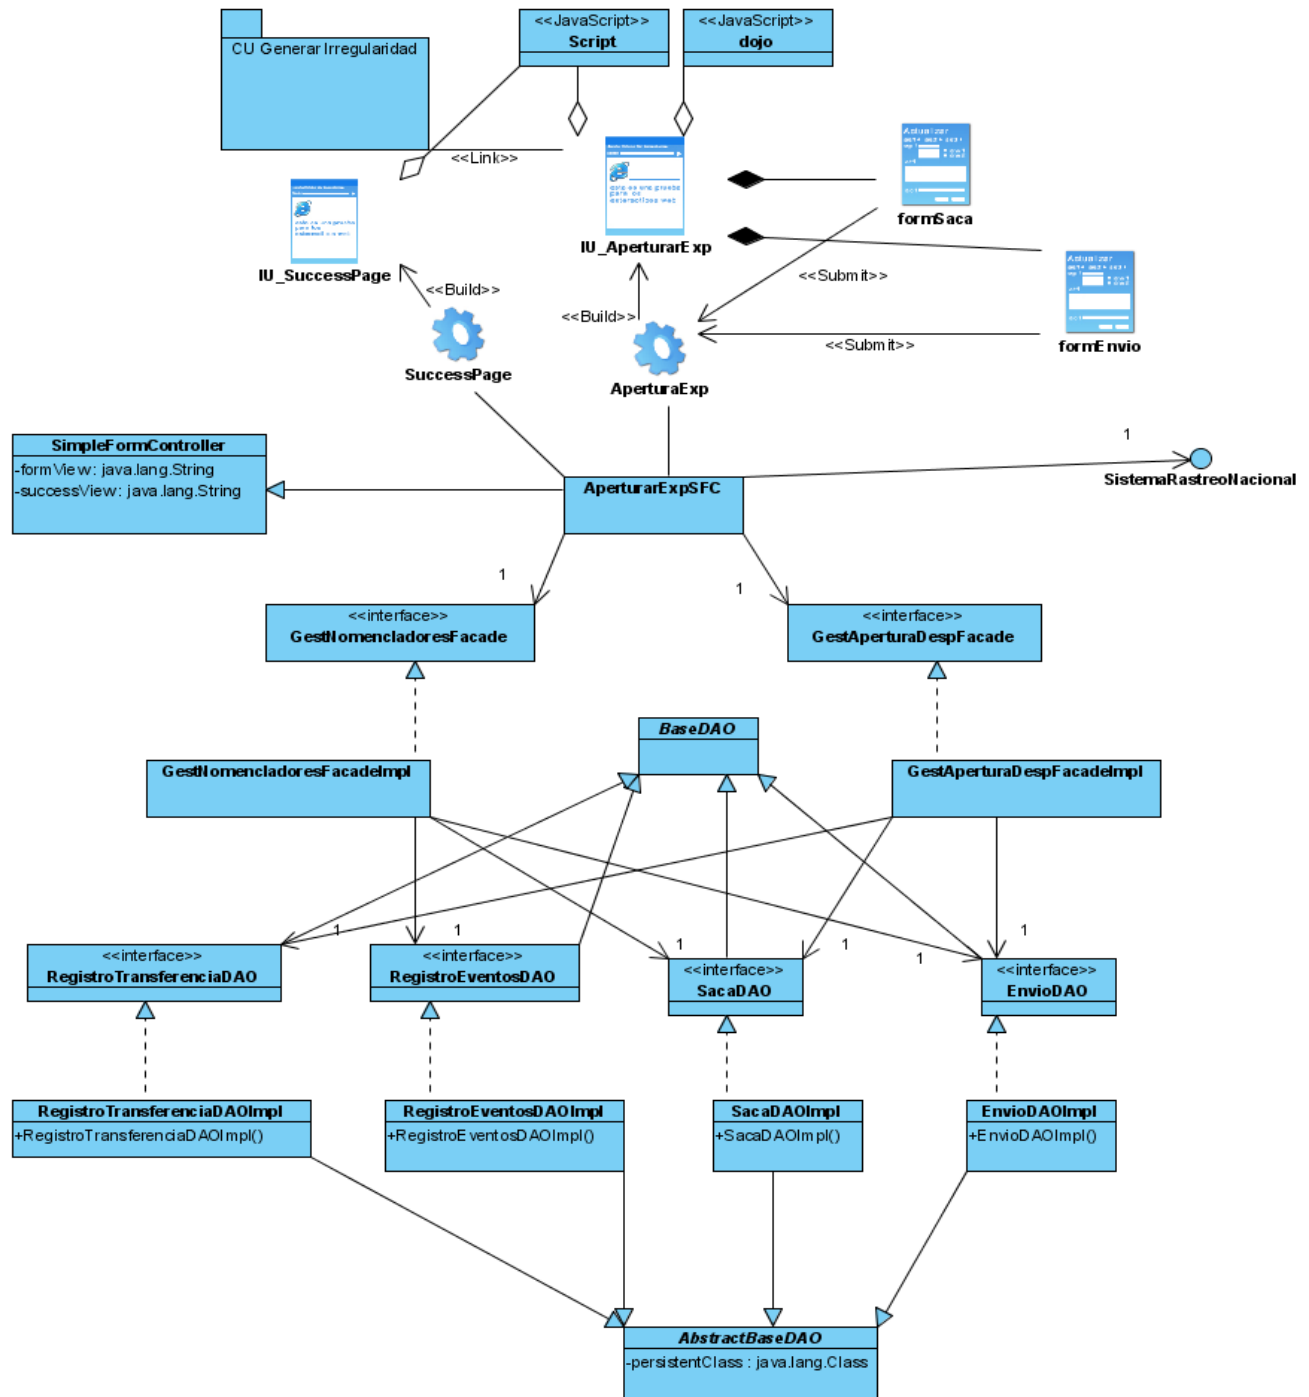 <<JavaScript>>
Script
<<JavaScript>>
dojo
CU Generar Irregularidad
<<Link>>
Actualizar
formSaca
IU_AperturarExp
IU_SuccessPage
<<Build>>
<<Submit>>
Actualizar
<<Build>>
<<Submit>>
formEnvio
SuccessPage
AperturaExp
SimpleFormController
-formView : java.lang.String
-successView : java.lang.String
1
SistemaRastreoNacional
AperturarExpSFC
1
1
<<interface>>
GestNomencladoresFacade
<<interface>>
GestAperturaDespFacade
BaseDAO
GestNomencladoresFacadeImpl
GestAperturaDespFacadeImpl
1
1
1
1
1
1
<<interface>>
RegistroTransferenciaDAO
<<interface>>
RegistroEventosDAO
<<interface>>
SacaDAO
<<interface>>
EnvioDAO
RegistroTransferenciaDAOImpl
+RegistroTransferenciaDAOImpl()
RegistroEventosDAOImpl
+RegistroEventosDAOImpl()
SacaDAOImpl
+SacaDAOImpl()
EnvioDAOImpl
+EnvioDAOImpl()
AbstractBaseDAO
-persistentClass : java.lang.Class